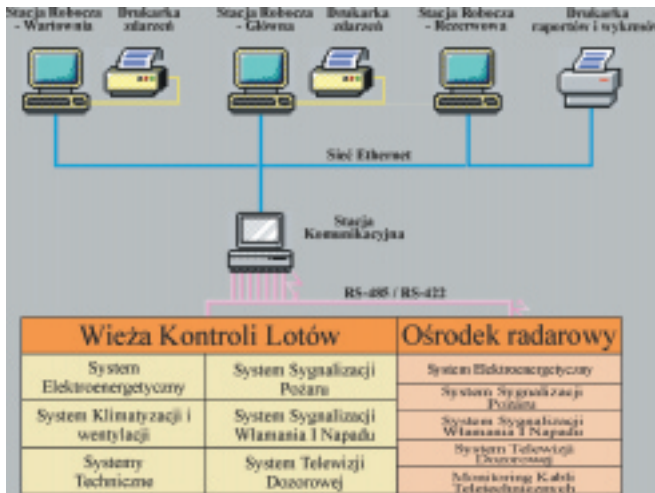 Stacja Robocza
- Wartownia
Drukarka
zdarzeń
Stacja Robocza
- Główna
Drukarka
zdarzeń
Stacja Robocza
- Rezerwowa
Drukarka
raportów i wykresów
Sieć Ethernet
Stacja
Komunikacyjna
RS-485 / RS-422
Wieża Kontroli Lotów
Ośrodek radarowy
System
Elektroenergetyczny
System Sygnalizacji
Pożaru
System Klimatyzacji i
wentylacji
System Sygnalizacji
Włamania I Napadu
Systemy
Techniczne
System Telewizji
Dozorowej
System Elektroenergetyczny
System Sygnalizacji
Pożaru
System Sygnalizacji
Włamania I Napadu
System Telewizji
Dozorowej
Monitoring Kabli
Teletechnicznych